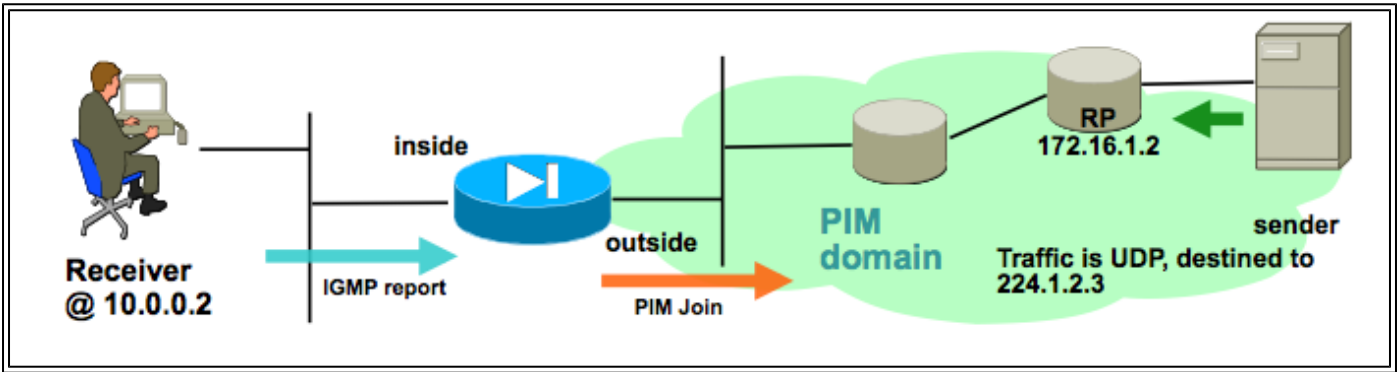 Receiver
@ 10.0.0.2
inside
IGMP report
outside
PIM Join
PIM
domain
RP
172.16.1.2
sender
Traffic is UDP, destined to
224.1.2.3